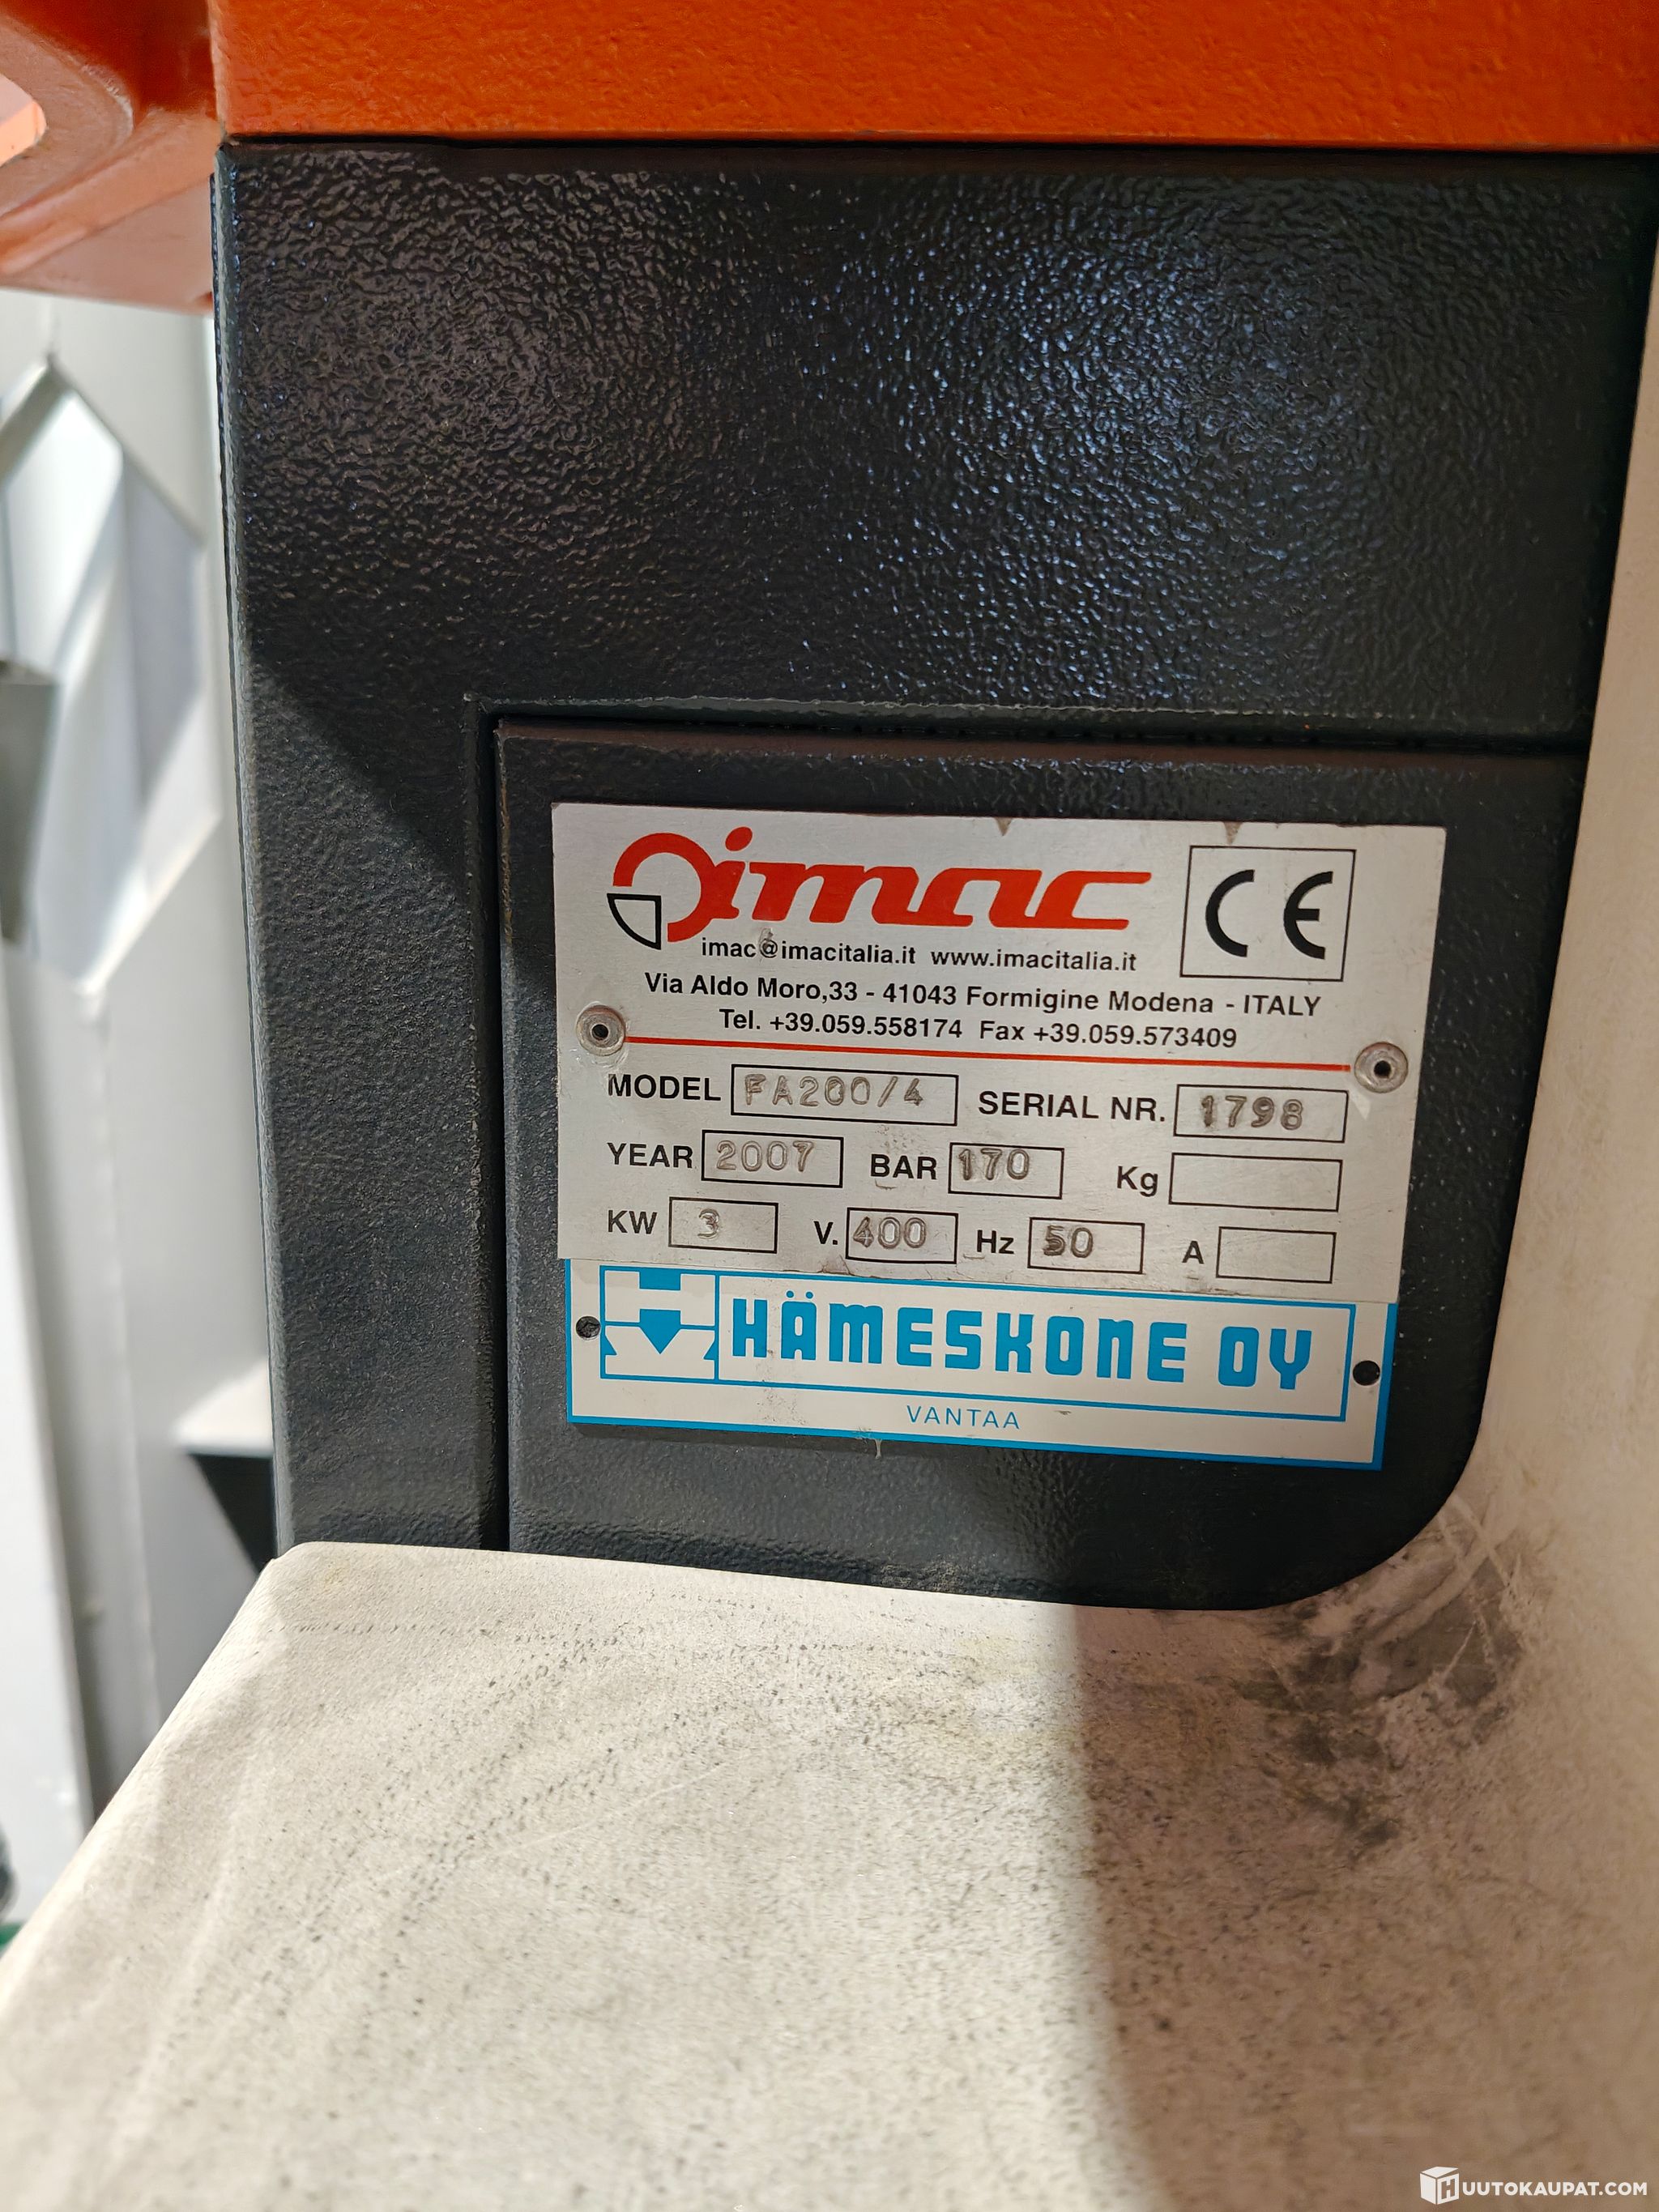 imac CE
imac@imacitalia.it www.imacitalia.it
Via Aldo Moro,33 - 41043 Formigine Modena - ITALY
Tel. +39.059.558174 Fax +39.059.573409
MODEL FA200/4 SERIAL NR. 1798
YEAR 2007 BAR 170 Kg
KW 3 V. 400 Hz 50 A
HÄMESKONE OY
VANTAA
HUUTOKAUPAT.COM